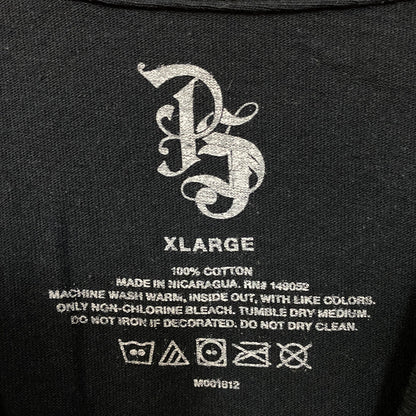 PS
XLARGE
100% COTTON
MADE IN NICARAGUA. RN# 149052
MACHINE WASH WARM, INSIDE OUT, WITH LIKE COLORS.
ONLY NON-CHLORINE BLEACH. TUMBLE DRY MEDIUM.
DO NOT IRON IF DECORATED. DO NOT DRY CLEAN.
M001812